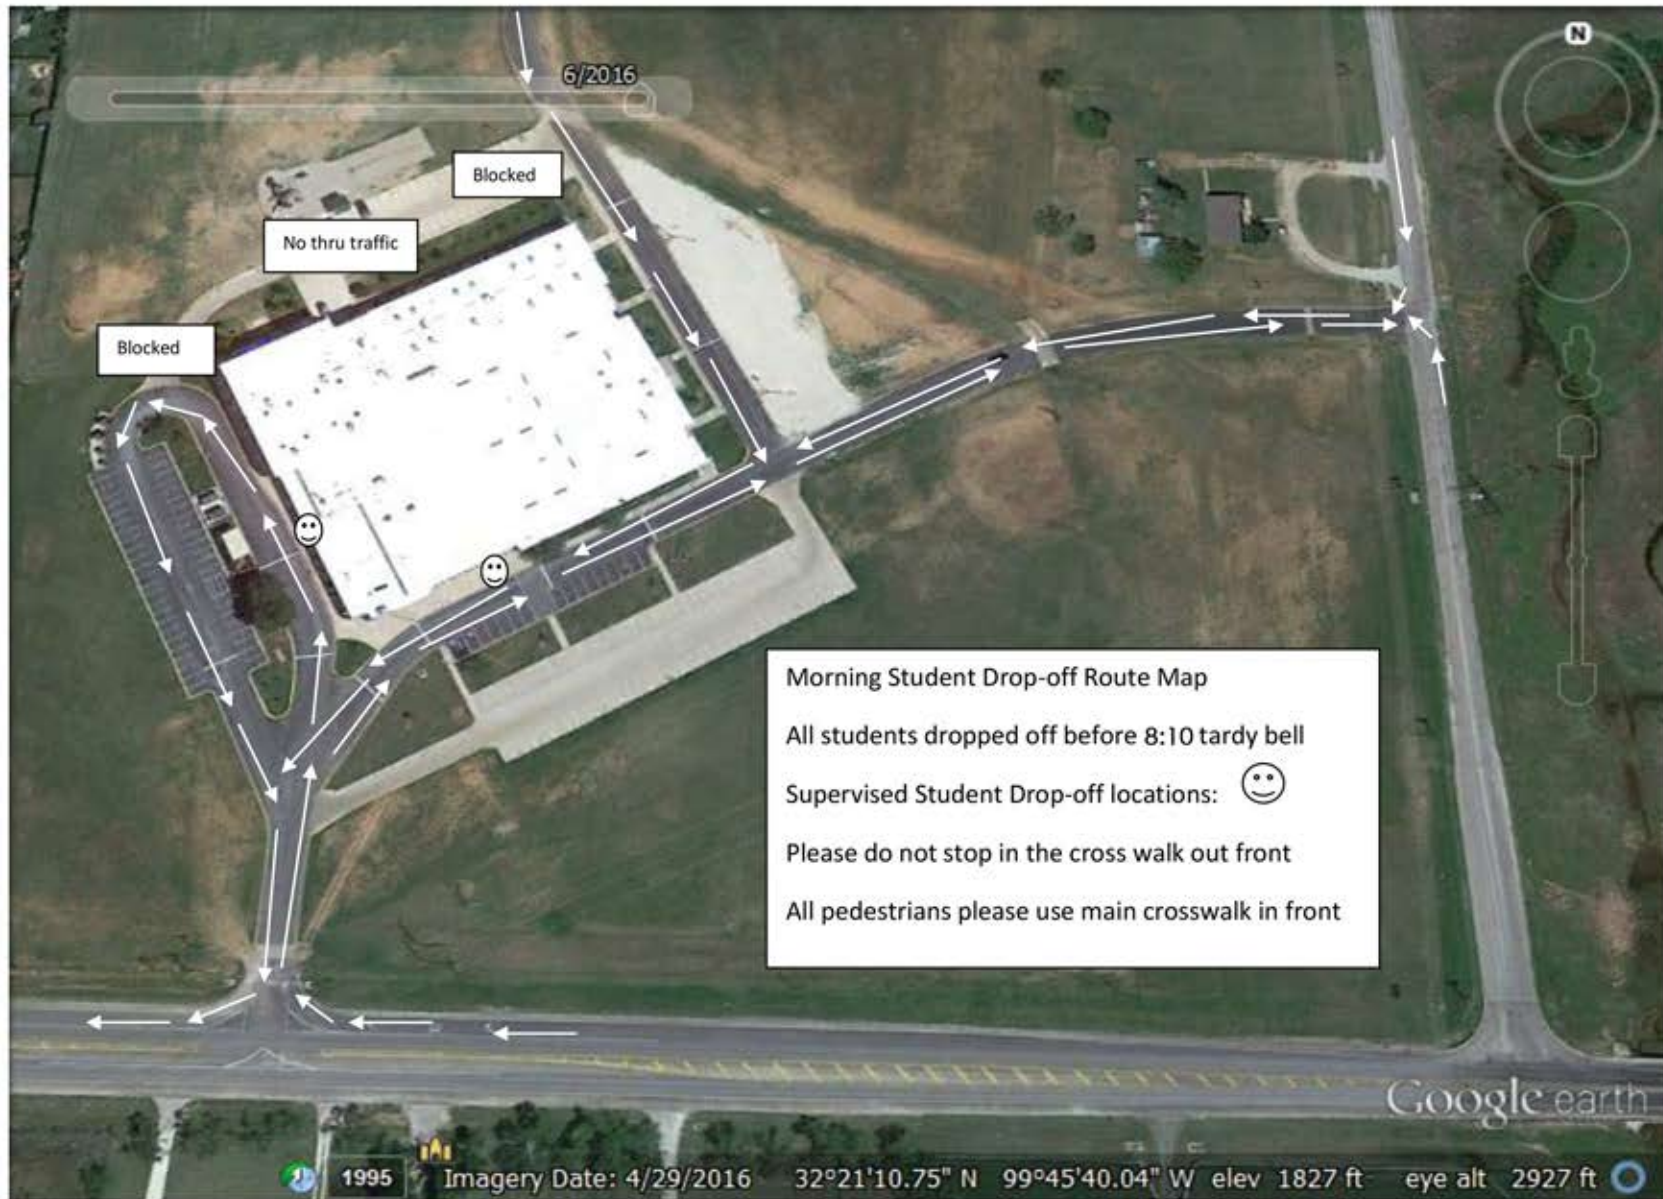 N
6/2016
Blocked
No thru traffic
Blocked
Morning Student Drop-off Route Map
All students dropped off before 8:10 tardy bell
Supervised Student Drop-off locations:
Please do not stop in the cross walk out front
All pedestrians please use main crosswalk in front
Google earth
1995 Imagery Date: 4/29/2016 32°21'10.75" N 99°45'40.04" W elev 1827 ft eye alt 2927 ft